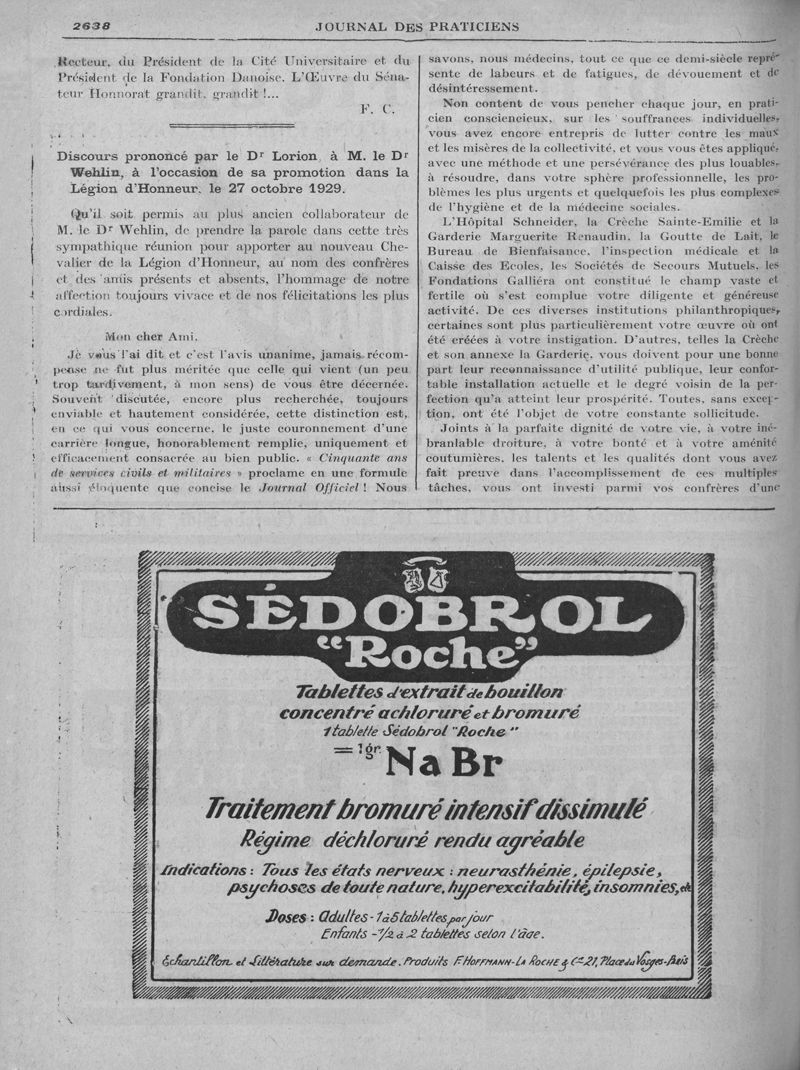 2638
JOURNAL DES PRATICIENS
Recteur, du Président de la Cité Universitaire et du
Président de la Fondation Danoise. L'Œuvre du Séna-
teur Honnorat grandit, grandit !...
F. C.
Discours prononcé par le Dr Lorion, à M. le Dr
Wehlin, à l'occasion de sa promotion dans la
Légion d'Honneur, le 27 octobre 1929.
Qu'il soit permis au plus ancien collaborateur de
M. le Dr Wehlin, de prendre la parole dans cette très
sympathique réunion pour apporter au nouveau Che-
valier de la Légion d'Honneur, au nom des confrères
et des amis présents et absents, l'hommage de notre
affection toujours vivace et de nos félicitations les plus
cordiales.
Mon cher Ami.
Je vous l'ai dit et c'est l'avis unanime, jamais récom-
pense ne fut plus méritée que celle qui vient (un peu
trop tardivement, à mon sens) de vous être décernée.
Souvent discutée, encore plus recherchée, toujours
enviable et hautement considérée, cette distinction est,
en ce qui vous concerne, le juste couronnement d'une
carrière longue, honorablement remplie, uniquement et
efficacement consacrée au bien public. « Cinquante ans
de services civils et militaires » proclame en une formule
aussi éloquente que concise le Journal Officiel ! Nous
savons, nous médecins, tout ce que ce demi-siècle repré-
sente de labeurs et de fatigues, de dévouement et de
désintéressement.
Non content de vous pencher chaque jour, en prati-
cien consciencieux, sur les souffrances individuelles,
vous avez encore entrepris de lutter contre les maux
et les misères de la collectivité, et vous vous êtes appliqué,
avec une méthode et une persévérance des plus louables,
à résoudre, dans votre sphère professionnelle, les pro-
blèmes les plus urgents et quelquefois les plus complexes
de l'hygiène et de la médecine sociales.
L'Hôpital Schneider, la Crèche Sainte-Emilie et la
Garderie Marguerite Renaudin, la Goutte de Lait, le
Bureau de Bienfaisance, l'inspection médicale et la
Caisse des Ecoles, les Sociétés de Secours Mutuels, les
Fondations Galliéra ont constitué le champ vaste et
fertile où s'est complue votre diligente et généreuse
activité. De ces diverses institutions philanthropiques,
certaines sont plus particulièrement votre œuvre où ont
été créées à votre instigation. D'autres, telles la Crèche
et son annexe la Garderie, vous doivent pour une bonne
part leur reconnaissance d'utilité publique, leur confor-
table installation actuelle et le degré voisin de la per-
fection qu'a atteint leur prospérité. Toutes, sans excep-
tion, ont été l'objet de votre constante sollicitude.
Joints à la parfaite dignité de votre vie, à votre iné-
branlable droiture, à votre bonté et à votre aménité
coutumières, les talents et les qualités dont vous avez
fait preuve dans l'accomplissement de ces multiples
tâches, vous ont investi parmi vos confrères d'une
SÉDOBROL
"Roche"
Tablettes d'extrait de bouillon
concentré achloruré et bromuré
1 tablette Sédobrol "Roche"
= 1gr. Na Br
Traitement bromuré intensif dissimulé
Régime déchloruré rendu agréable
Indications : Tous les états nerveux : neurasthénie, épilepsie,
psychoses de toute nature, hyperexcitabilité, insomnies, etc
Doses : Adultes - 1 à 5 tablettes par jour
Enfants - 1/2 à 2 tablettes selon l'âge.
Echantillon et Littérature sur demande. Produits F. HOFFMANN-LA ROCHE & Cie 21, Place des Vosges-Paris